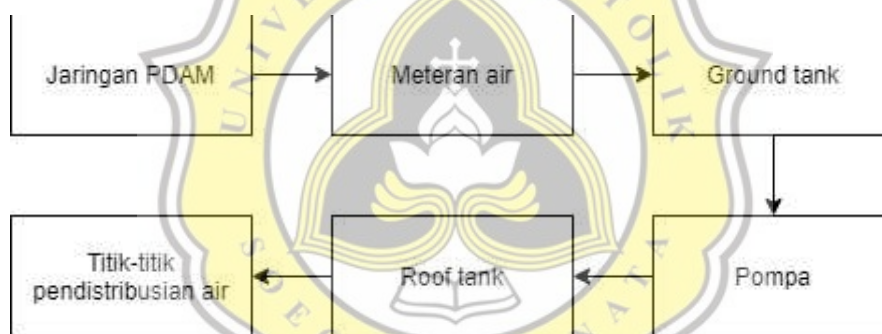 Jaringan PDAM
Meteran air
Ground tank
Titik-titik
pendistribusian air
Roof tank
Pompa